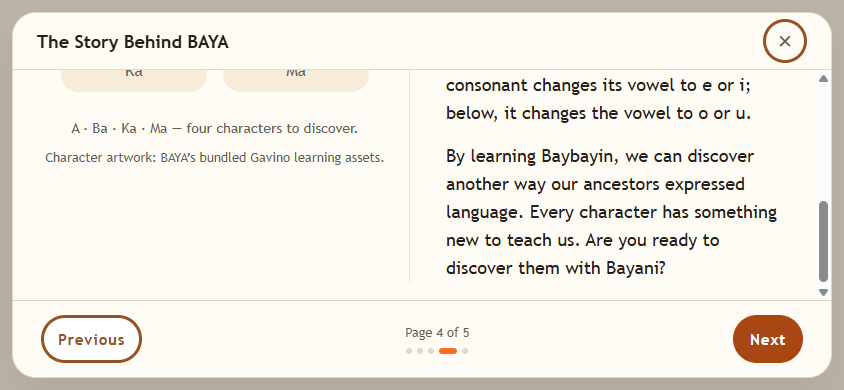 The Story Behind BAYA
Ka
Ma
A · Ba · Ka · Ma — four characters to discover.
Character artwork: BAYA's bundled Gavino learning assets.
consonant changes its vowel to e or i;
below, it changes the vowel to o or u.
By learning Baybayin, we can discover
another way our ancestors expressed
language. Every character has something
new to teach us. Are you ready to
discover them with Bayani?
Previous
Page 4 of 5
Next